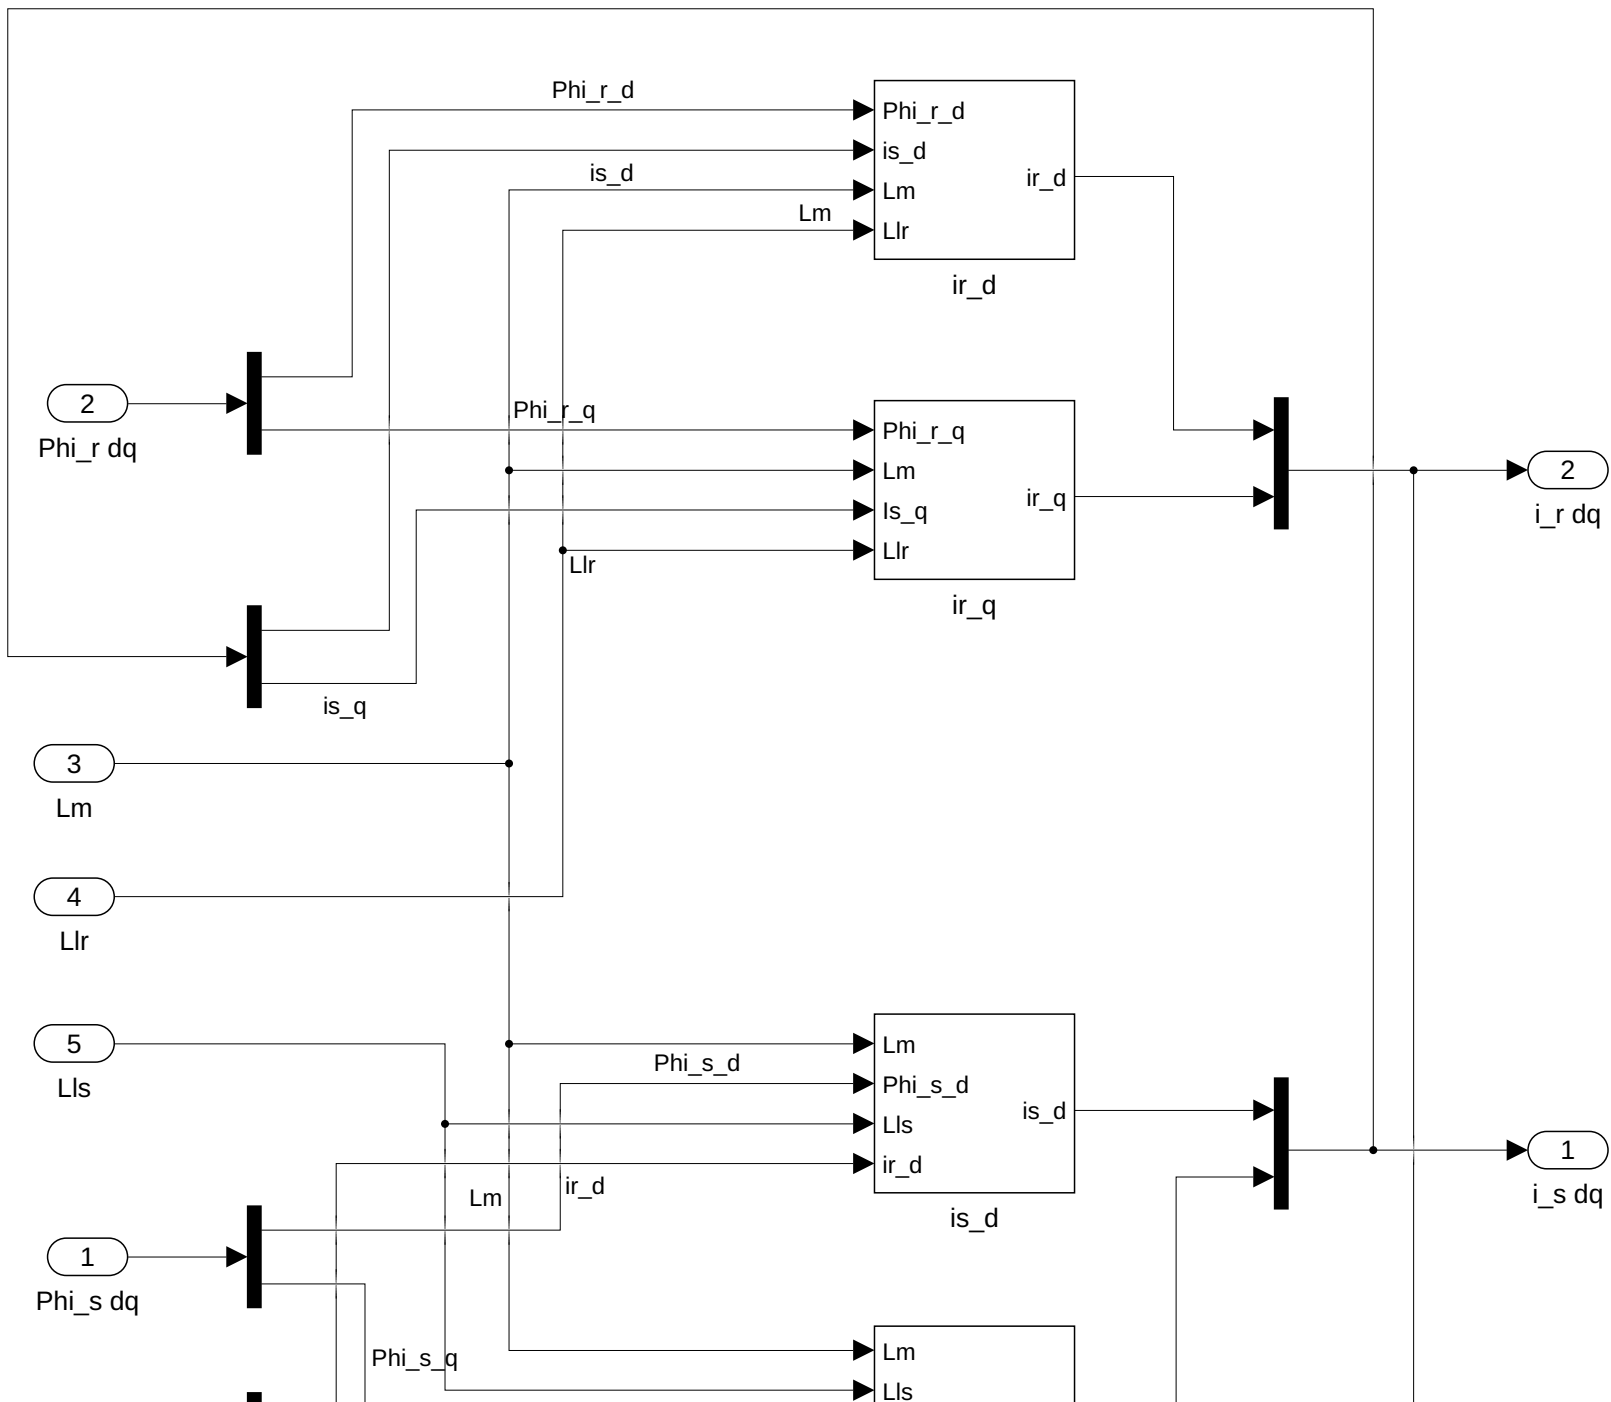 Phi_r_d
Phi_r_d
is_d
is_d
ir_d
Lm
Lm
Llr
ir_d
2
Phi_r dq
Phi_r_q
Phi_r_q
Lm
Is_q
ir_q
Llr
Llr
ir_q
2
i_r dq
is_q
3
Lm
4
Llr
5
Lls
Lm
Phi_s_d
Phi_s_d
Lls
is_d
ir_d
ir_d
Lm
is_d
1
i_s dq
1
Phi_s dq
Phi_s_q
Lm
Lls